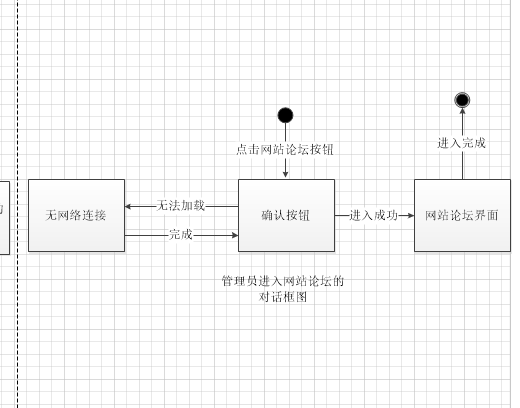 进入完成
点击网站论坛按钮
无网络连接
无法加载
完成
确认按钮
进入成功
网站论坛界面
管理员进入网站论坛的
对话框图